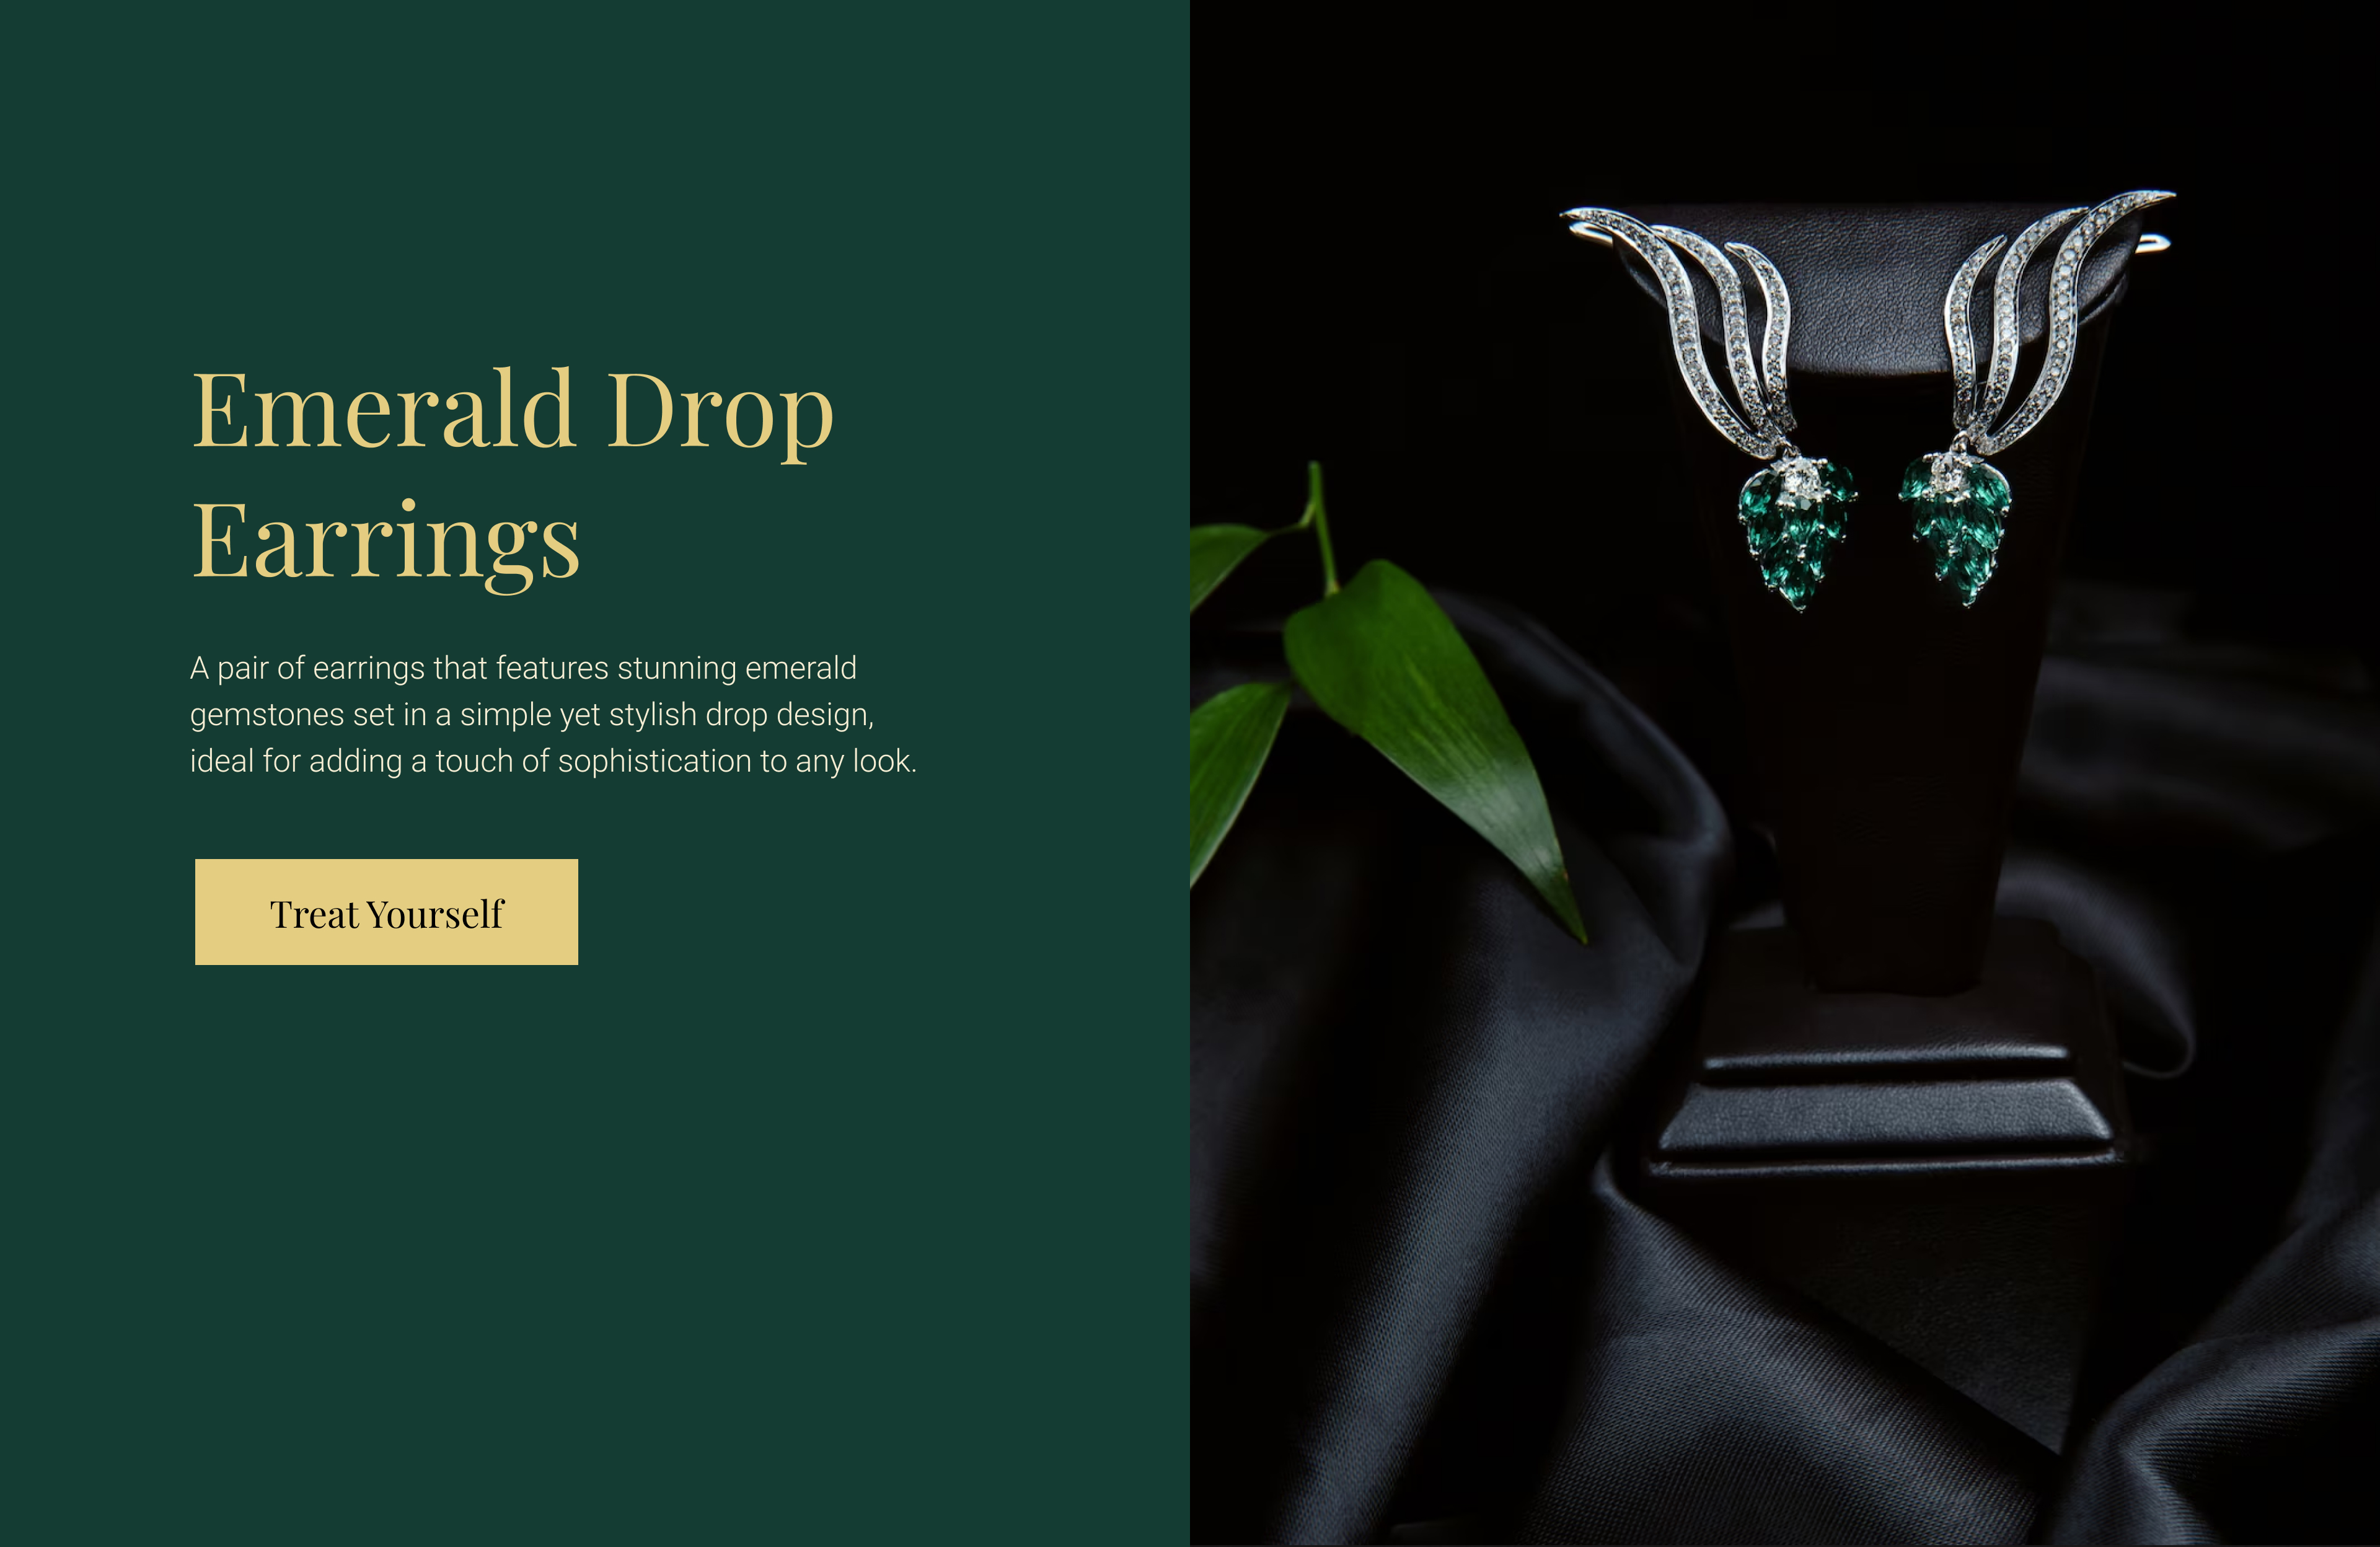 Emerald Drop
Earrings
A pair of earrings that features stunning emerald
gemstones set in a simple yet stylish drop design,
ideal for adding a touch of sophistication to any look.
Treat Yourself